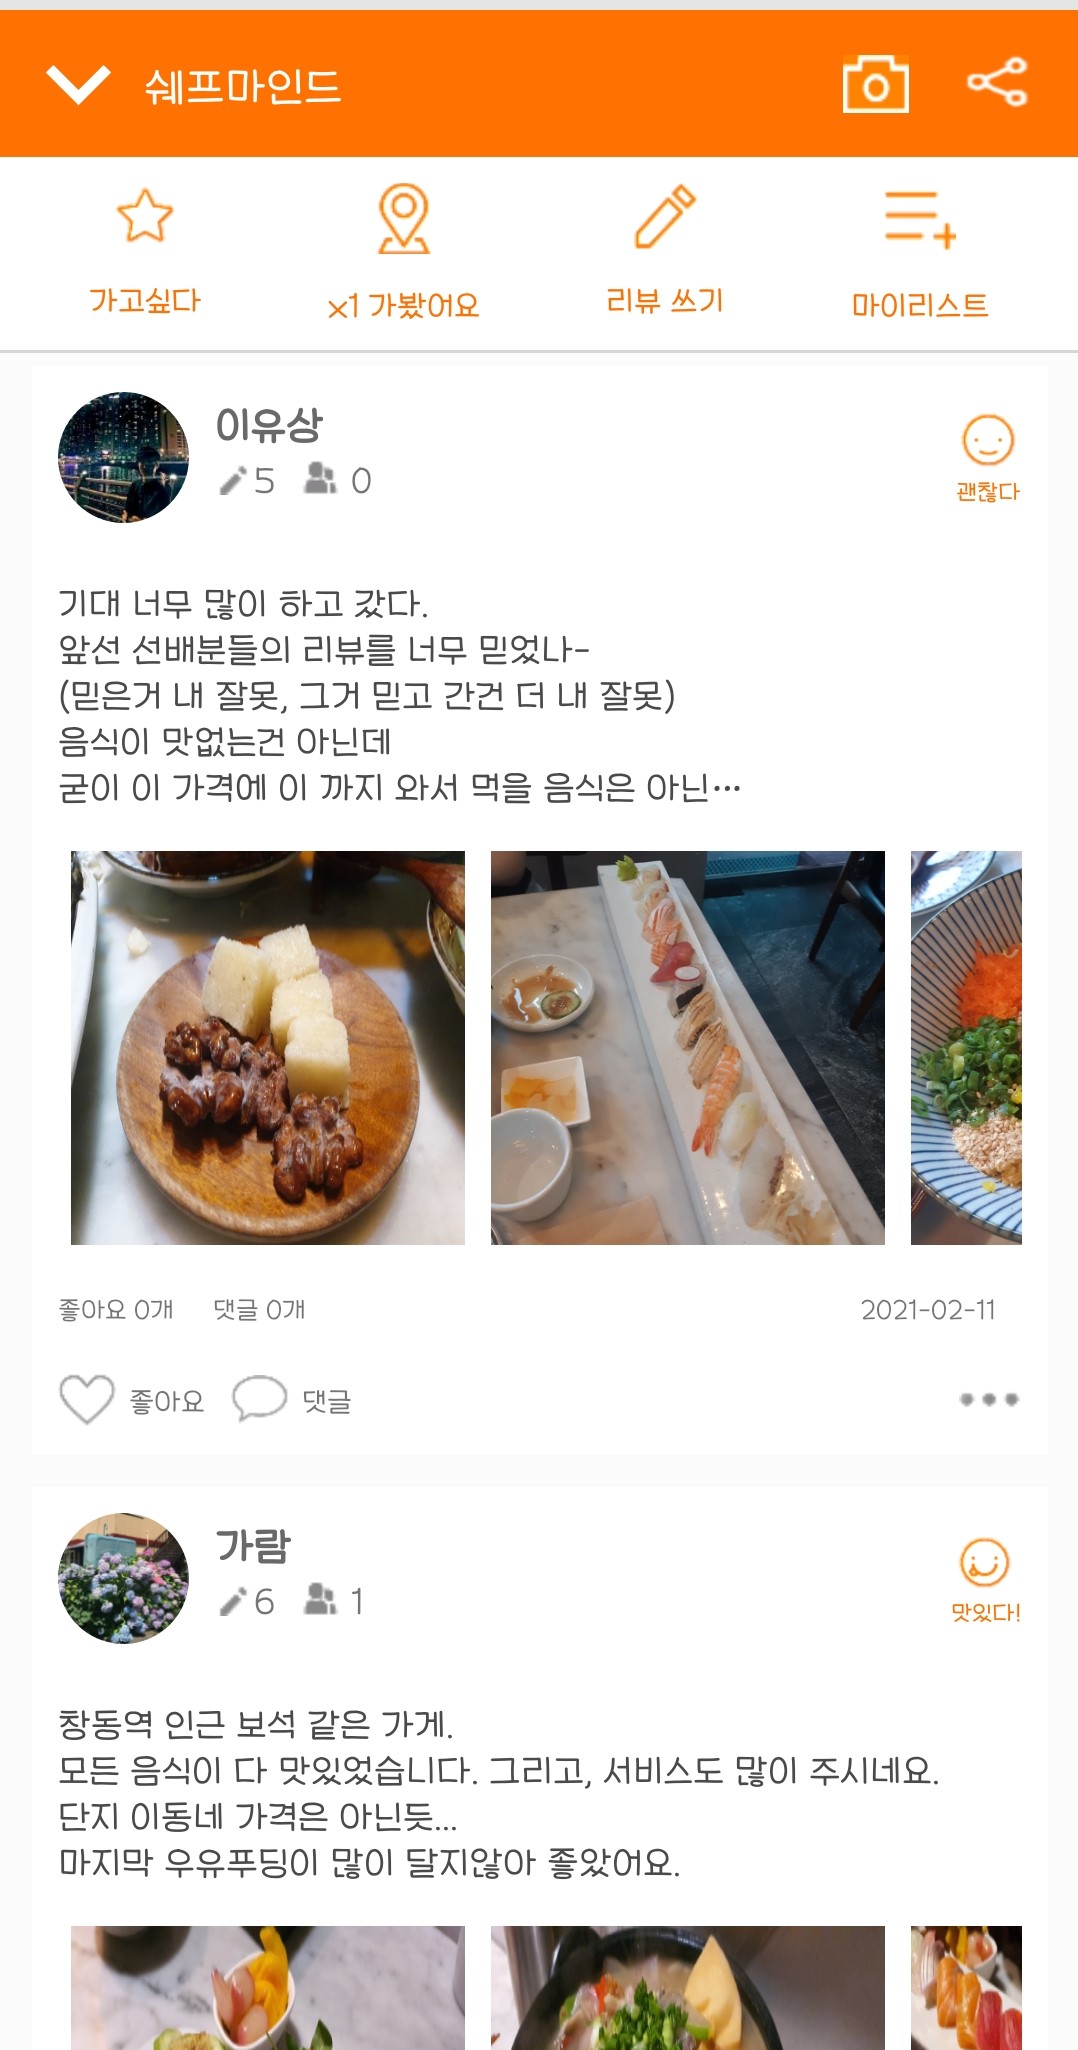 쉐프마인드
가고싶다
x1 가봤어요
리뷰 쓰기
마이리스트
이유상
5 0
괜찮다
기대 너무 많이 하고 갔다.
앞선 선배분들의 리뷰를 너무 믿었나-
(믿은거 내 잘못, 그거 믿고 간건 더 내 잘못)
음식이 맛없는건 아닌데
굳이 이 가격에 이 까지 와서 먹을 음식은 아닌…
좋아요 0개 댓글 0개 2021-02-11
좋아요 댓글
가람
6 1
맛있다!
창동역 인근 보석 같은 가게.
모든 음식이 다 맛있었습니다. 그리고, 서비스도 많이 주시네요.
단지 이동네 가격은 아닌듯...
마지막 우유푸딩이 많이 달지않아 좋았어요.